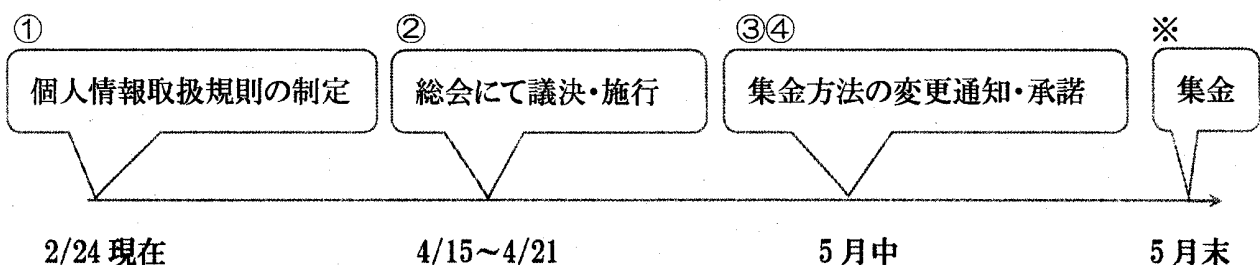 ① ② ③④ ※
個人情報取扱規則の制定 総会にて議決・施行 集金方法の変更通知・承諾 集金
2/24 現在 4/15~4/21 5月中 5月末